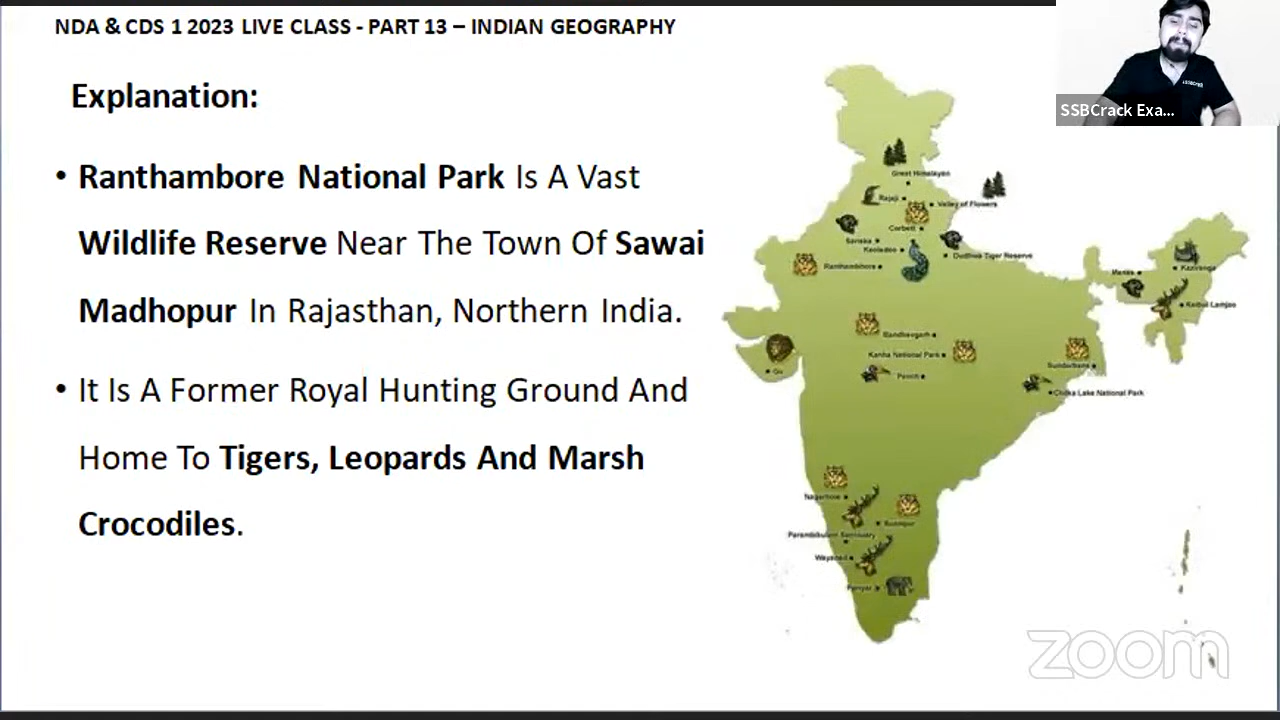 NDA & CDS 1 2023 LIVE CLASS - PART 13 – INDIAN GEOGRAPHY
SSBCrack Exa...
Explanation:
• Ranthambore National Park Is A Vast
Wildlife Reserve Near The Town Of Sawai
Madhopur In Rajasthan, Northern India.
• It Is A Former Royal Hunting Ground And
Home To Tigers, Leopards And Marsh
Crocodiles.
Great Himalayan
Rajaji
Valley of Flowers
Corbett
Sariska
Keoladeo
Dudhwa Tiger Reserve
Ranthambhore
Manas
Kaziranga
Keibul Lamjao
Bandhavgarh
Kanha National Park
Pench
Gir
Sundarbans
Chilka Lake National Park
Nagarhole
Parambikulam Sanctuary
Wayanad
Periyar
zoom